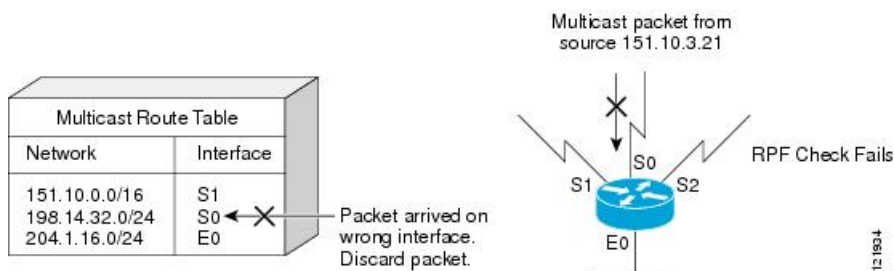 Multicast packet from
source 151.10.3.21
Multicast Route Table
Network Interface
151.10.0.0/16 S1
198.14.32.0/24 S0
204.1.16.0/24 E0
Packet arrived on
wrong interface.
Discard packet.
RPF Check Fails
S0
S1
S2
E0
121934